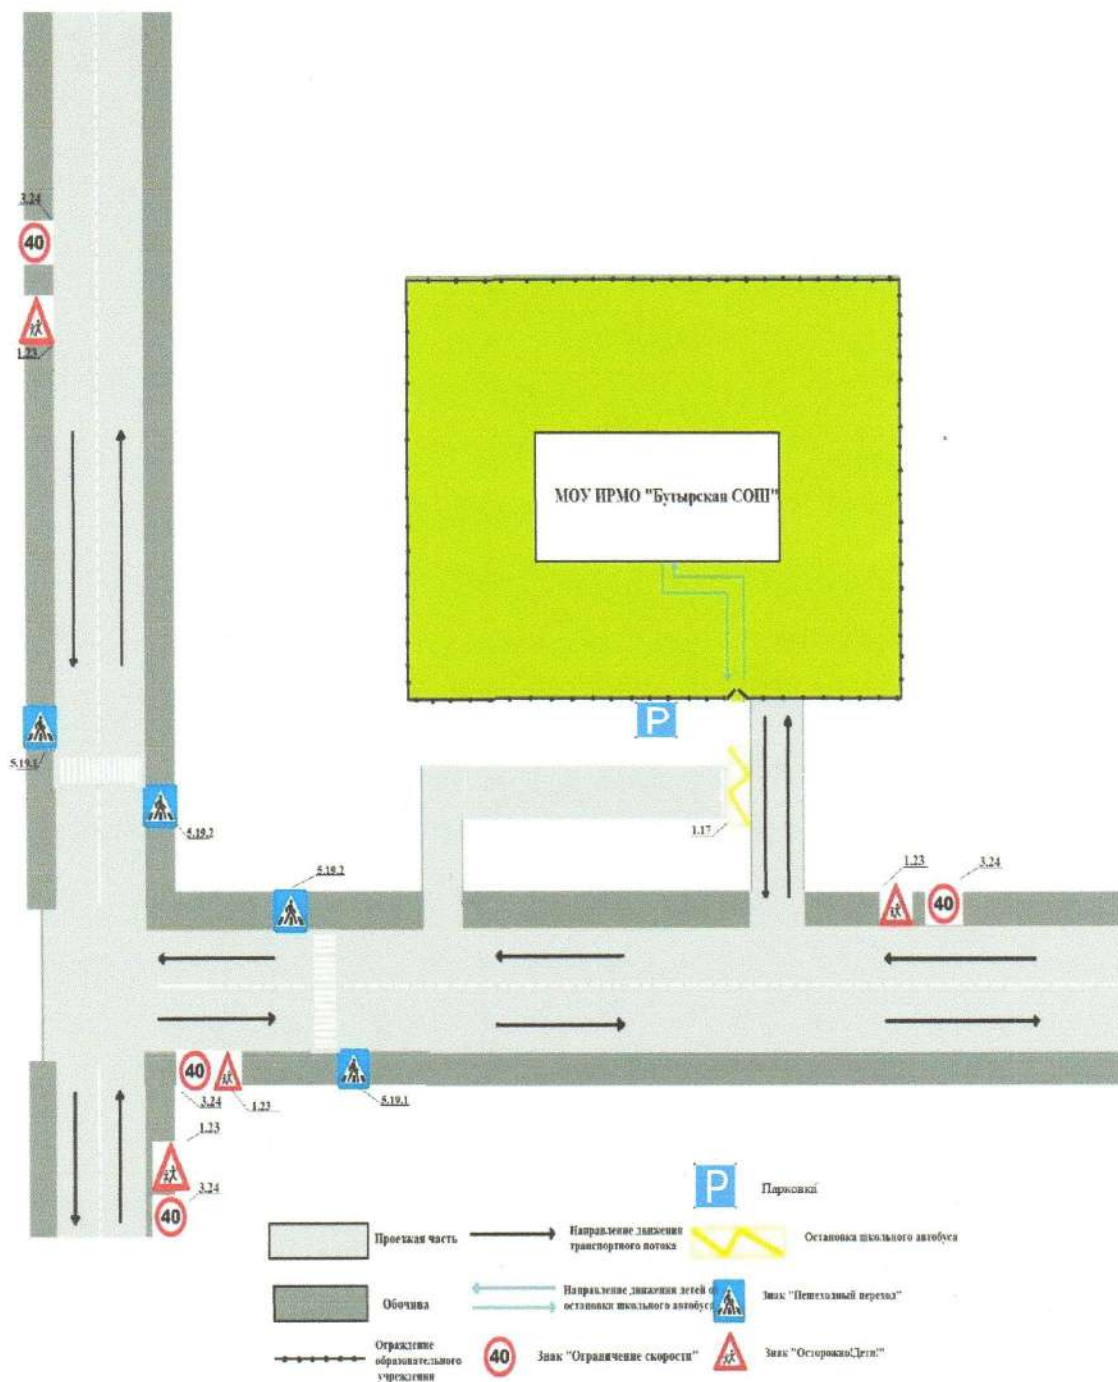 3.24
40
1.23
МОУ ИРМО "Бутырская СОШ"
P
5.19.1
5.19.2
1.17
5.19.2
1.23
3.24
40
40
3.24
1.23
5.19.1
1.23
3.24
40
P
Парковка
Проезжая часть
Направление движения
транспортного потока
Остановка школьного автобуса
Обочина
Направление движения детей от
остановки школьного автобуса
Знак "Пешеходный переход"
Ограждение
образовательного
учреждения
40
Знак "Ограничение скорости"
Знак "Осторожно!Дети!"